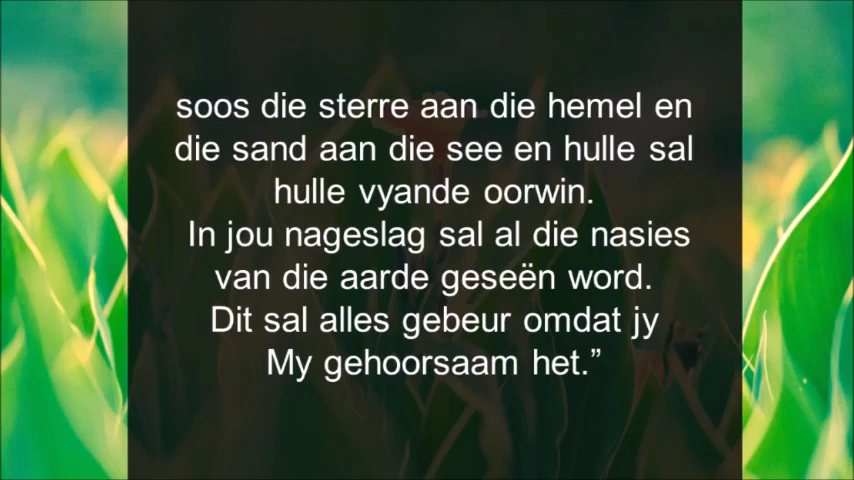 soos die sterre aan die hemel en
die sand aan die see en hulle sal
hulle vyande oorwin.
In jou nageslag sal al die nasies
van die aarde geseën word.
Dit sal alles gebeur omdat jy
My gehoorsaam het.”